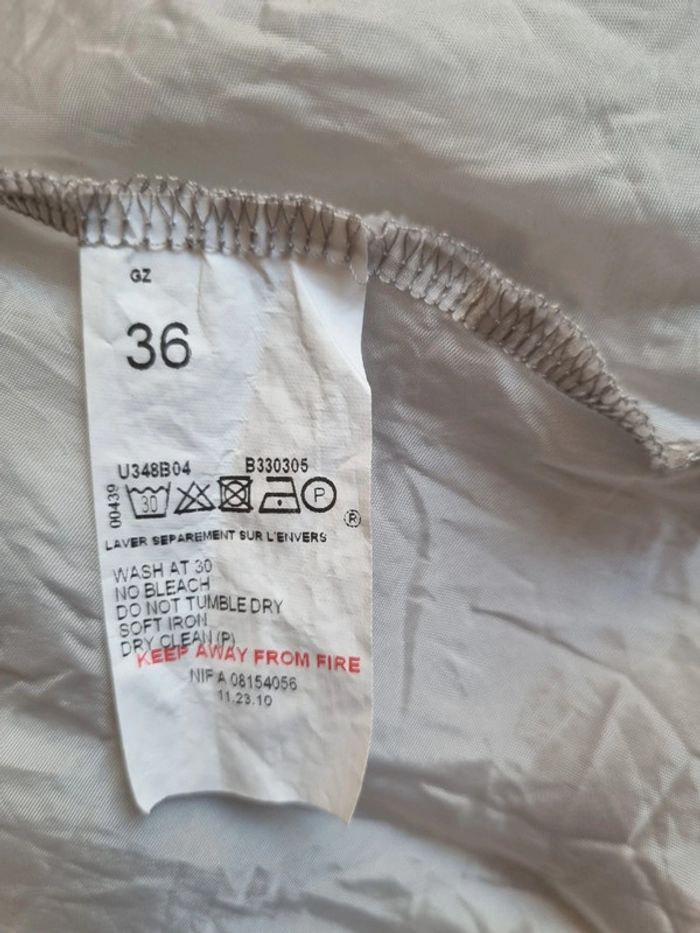 GZ
36
U348B04 B330305
00439
30 P
®
LAVER SEPAREMENT SUR L'ENVERS
WASH AT 30
NO BLEACH
DO NOT TUMBLE DRY
SOFT IRON
DRY CLEAN (P)
KEEP AWAY FROM FIRE
NIF A 08154056
11.23.10